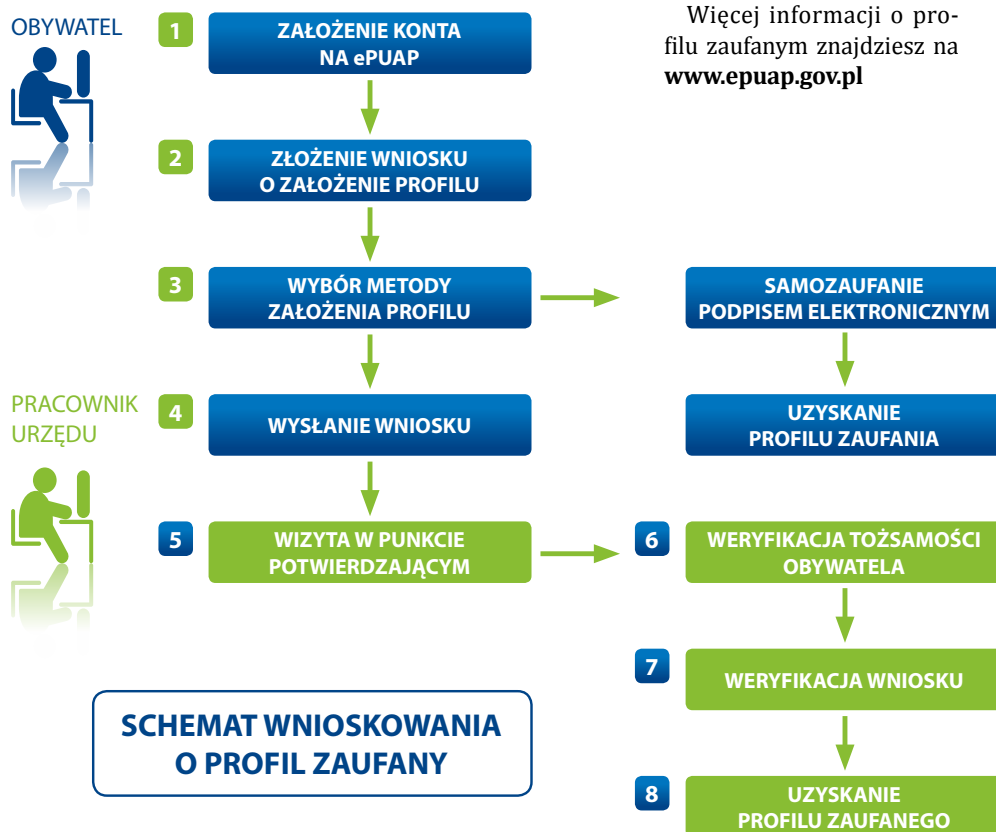 OBYWATEL
1
ZAŁOŻENIE KONTA
NA ePUAP
Więcej informacji o pro-
filu zaufanym znajdziesz na
www.epuap.gov.pl
2
ZŁOŻENIE WNIOSKU
O ZAŁOŻENIE PROFILU
3
WYBÓR METODY
ZAŁOŻENIA PROFILU
SAMOZAUFANIE
PODPISEM ELEKTRONICZNYM
PRACOWNIK
URZĘDU
4
WYSŁANIE WNIOSKU
UZYSKANIE
PROFILU ZAUFANIA
5
WIZYTA W PUNKCIE
POTWIERDZAJĄCYM
6
WERYFIKACJA TOŻSAMOŚCI
OBYWATELA
7
WERYFIKACJA WNIOSKU
SCHEMAT WNIOSKOWANIA
O PROFIL ZAUFANY
8
UZYSKANIE
PROFILU ZAUFANEGO